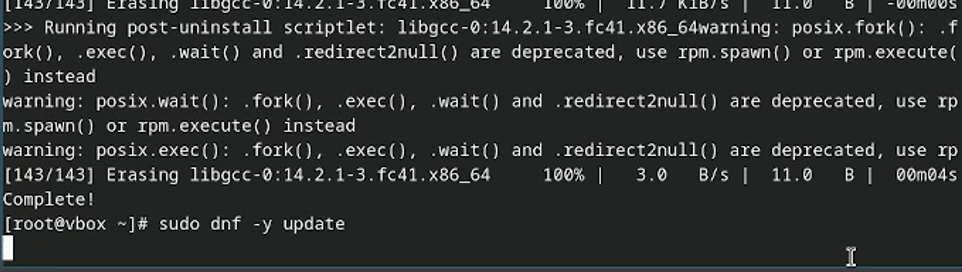 [143/143] Erasing libgcc-0:14.2.1-3.fc41.x86_64 100% | 11.7 KiB/s | 11.0 B | -00m00s
>>> Running post-uninstall scriptlet: libgcc-0:14.2.1-3.fc41.x86_64warning: posix.fork(): .f
ork(), .exec(), .wait() and .redirect2null() are deprecated, use rpm.spawn() or rpm.execute(
) instead
warning: posix.wait(): .fork(), .exec(), .wait() and .redirect2null() are deprecated, use rp
m.spawn() or rpm.execute() instead
warning: posix.exec(): .fork(), .exec(), .wait() and .redirect2null() are deprecated, use rp
[143/143] Erasing libgcc-0:14.2.1-3.fc41.x86_64 100% | 3.0 B/s | 11.0 B | 00m04s
Complete!
[root@vbox ~]# sudo dnf -y update